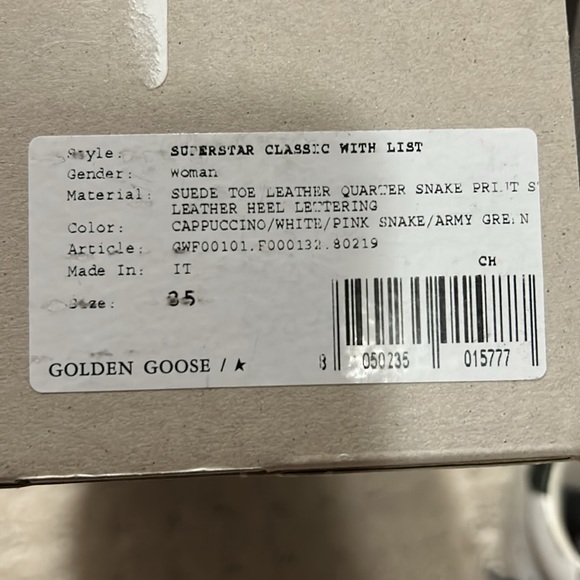 Style: SUPERSTAR CLASSIC WITH LIST
Gender: Woman
Material: SUEDE TOE LEATHER QUARTER SNAKE PRINT
LEATHER HEEL LETTERING
Color: CAPPUCCINO/WHITE/PINK SNAKE/ARMY GREEN
Article: GWF00101.F000132.80219
Made In: IT
CH
Size: 35
GOLDEN GOOSE / ★
8 050235 015777